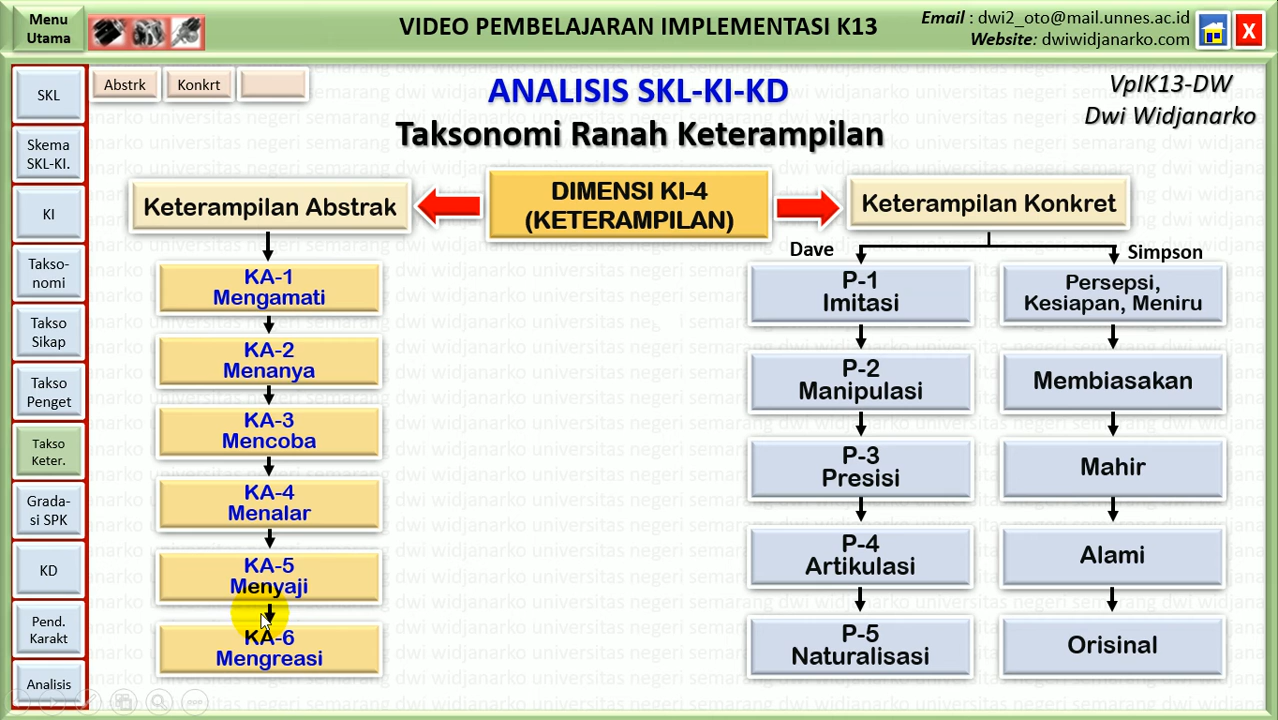 Menu
Utama
VIDEO PEMBELAJARAN IMPLEMENTASI K13
Email : dwi2_oto@mail.unnes.ac.id
Website: dwiwidjanarko.com
X
SKL
Skema
SKL-KI.
KI
Takso-
nomi
Takso
Sikap
Takso
Penget
Takso
Keter.
Grada-
si SPK
KD
Pend.
Karakt
Analisis
Abstrk
Konkrt
ANALISIS SKL-KI-KD
Taksonomi Ranah Keterampilan
VpIK13-DW
Dwi Widjanarko
DIMENSI KI-4
(KETERAMPILAN)
Keterampilan Abstrak
KA-1
Mengamati
KA-2
Menanya
KA-3
Mencoba
KA-4
Menalar
KA-5
Menyaji
KA-6
Mengreasi
Keterampilan Konkret
Dave
P-1
Imitasi
P-2
Manipulasi
P-3
Presisi
P-4
Artikulasi
P-5
Naturalisasi
Simpson
Persepsi,
Kesiapan, Meniru
Membiasakan
Mahir
Alami
Orisinal